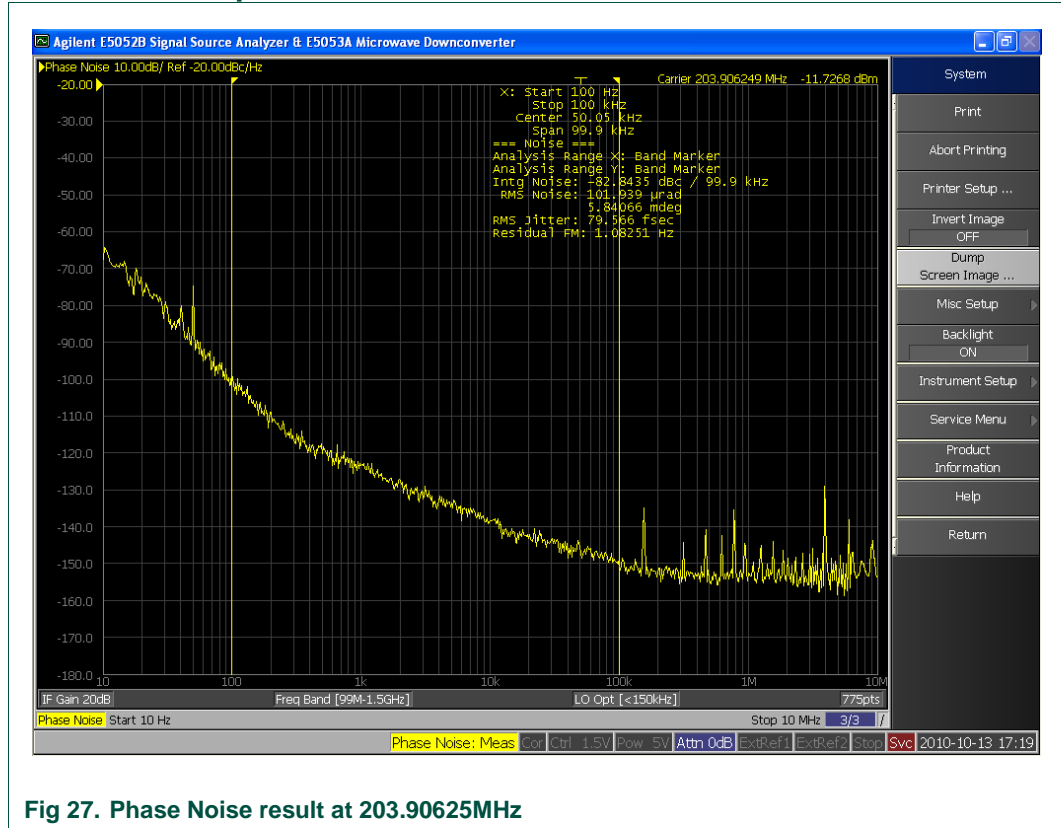 Agilent E5052B Signal Source Analyzer & E5053A Microwave Downconverter
Phase Noise 10.00dB/ Ref -20.00dBc/Hz
Carrier 203.906249 MHz -11.7268 dBm
X: Start 100 Hz
Stop 100 kHz
Center 50.05 kHz
Span 99.9 kHz
=== Noise ===
Analysis Range X: Band Marker
Analysis Range Y: Band Marker
Intg Noise: -82.8435 dBc / 99.9 kHz
RMS Noise: 101.939 µrad
5.84066 mdeg
RMS Jitter: 79.566 fsec
Residual FM: 1.08251 Hz
-20.00
-30.00
-40.00
-50.00
-60.00
-70.00
-80.00
-90.00
-100.0
-110.0
-120.0
-130.0
-140.0
-150.0
-160.0
-170.0
-180.0
10 100 1k 10k 100k 1M 10M
IF Gain 20dB Freq Band [99M-1.5GHz] LO Opt [<150kHz] 775pts
Phase Noise Start 10 Hz Stop 10 MHz 3/3 /
Phase Noise: Meas Cor Ctrl 1.5V Pow 5V Attn 0dB ExtRef1 ExtRef2 Stop Svc 2010-10-13 17:19
System
Print
Abort Printing
Printer Setup ...
Invert Image
OFF
Dump
Screen Image ...
Misc Setup
Backlight
ON
Instrument Setup
Service Menu
Product
Information
Help
Return
Fig 27. Phase Noise result at 203.90625MHz